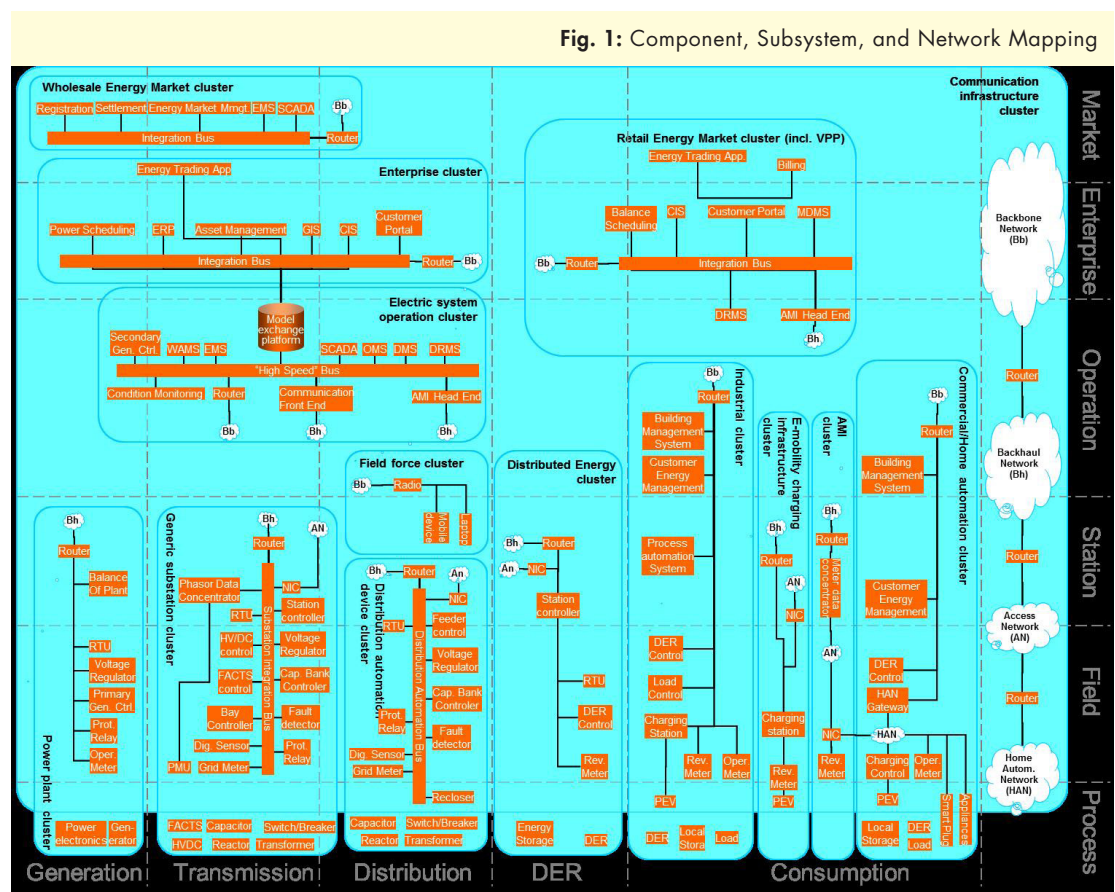 Fig. 1: Component, Subsystem, and Network Mapping
Wholesale Energy Market cluster
Registration
Settlement
Energy Market Mmgt.
EMS
SCADA
Bb
Integration Bus
Router
Communication
infrastructure
cluster
Market
Enterprise
Operation
Station
Field
Process
Enterprise cluster
Energy Trading App
Power Scheduling
ERP
Asset Management
GIS
CIS
Customer
Portal
Integration Bus
Router
Bb
Retail Energy Market cluster (incl. VPP)
Energy Trading App.
Billing
Balance
Scheduling
CIS
Customer Portal
MDMS
Bb
Router
Integration Bus
DRMS
AMI Head End
Bh
Electric system
operation cluster
Model
exchange
platform
Secondary
Gen. Ctrl.
WAMS
EMS
SCADA
OMS
DMS
DRMS
"High Speed" Bus
Condition Monitoring
Router
Communication
Front End
AMI Head End
Bb
Bh
Bh
Field force cluster
Bb
Radio
Mobile
device
Laptop
Distributed Energy
cluster
Bh
Router
An
NIC
Station
controller
RTU
DER
Control
Rev.
Meter
Energy
Storage
DER
Power plant cluster
Bh
Router
Balance
Of Plant
RTU
Voltage
Regulator
Primary
Gen. Ctrl
Prot.
Relay
Oper
Meter
Power
electronics
Gen-
erator
Generic substation cluster
Bh
AN
Router
Phasor Data
Concentrator
NIC
RTU
Station
controller
HV/DC
control
Voltage
Regulator
FACTS
control
Cap. Bank
Controler
Bay
Controller
Fault
detector
Dig. Sensor
Prot.
Relay
PMU
Grid Meter
Substation Integration Bus
FACTS
Capacitor
Switch/Breaker
HVDC
Reactor
Transformer
Distribution automation
device cluster
Bh
Router
An
NIC
RTU
Feeder
control
Voltage
Regulator
Cap. Bank
Controler
Prot.
Relay
Fault
detector
Dig. Sensor
Grid Meter
Recloser
Distribution Automation Bus
Capacitor
Switch/Breaker
Reactor
Transformer
Industrial cluster
Bb
Router
Building
Management
System
Customer
Energy
Management
Process
automation
System
DER
Control
Load
Control
Charging
Station
Rev.
Meter
Oper.
Meter
PEV
DER
Local
Stora
Load
E-mobility charging
infrastructure
cluster
Bh
Router
AN
NIC
Charging
station
Rev.
Meter
PEV
AMI
cluster
Bh
Router
Meter data
concentrator
AN
NIC
Rev.
Meter
Commercial/Home automation cluster
Bb
Router
Building
Management
System
Customer
Energy
Management
DER
Control
HAN
Gateway
HAN
Charging
Control
Oper.
Meter
PEV
Smart Plug
Appliances
Local
Storage
DER
Load
Backbone
Network
(Bb)
Router
Backhaul
Network
(Bh)
Router
Access
Network
(AN)
Router
Home
Autom.
Network
(HAN)
Generation
Transmission
Distribution
DER
Consumption